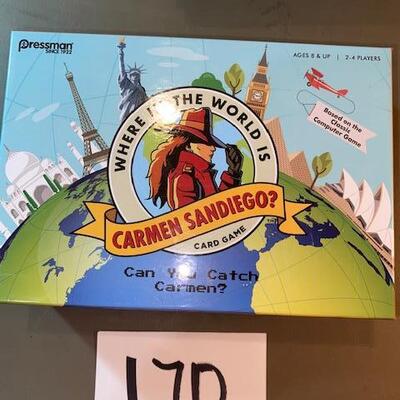 Pressman
SINCE 1922
AGES 8 & UP | 2-4 PLAYERS
Based on the
Classic
Computer Game
WHERE IN THE WORLD IS
CARMEN SANDIEGO?
TM
CARD GAME
Can You Catch
Carmen?
17D